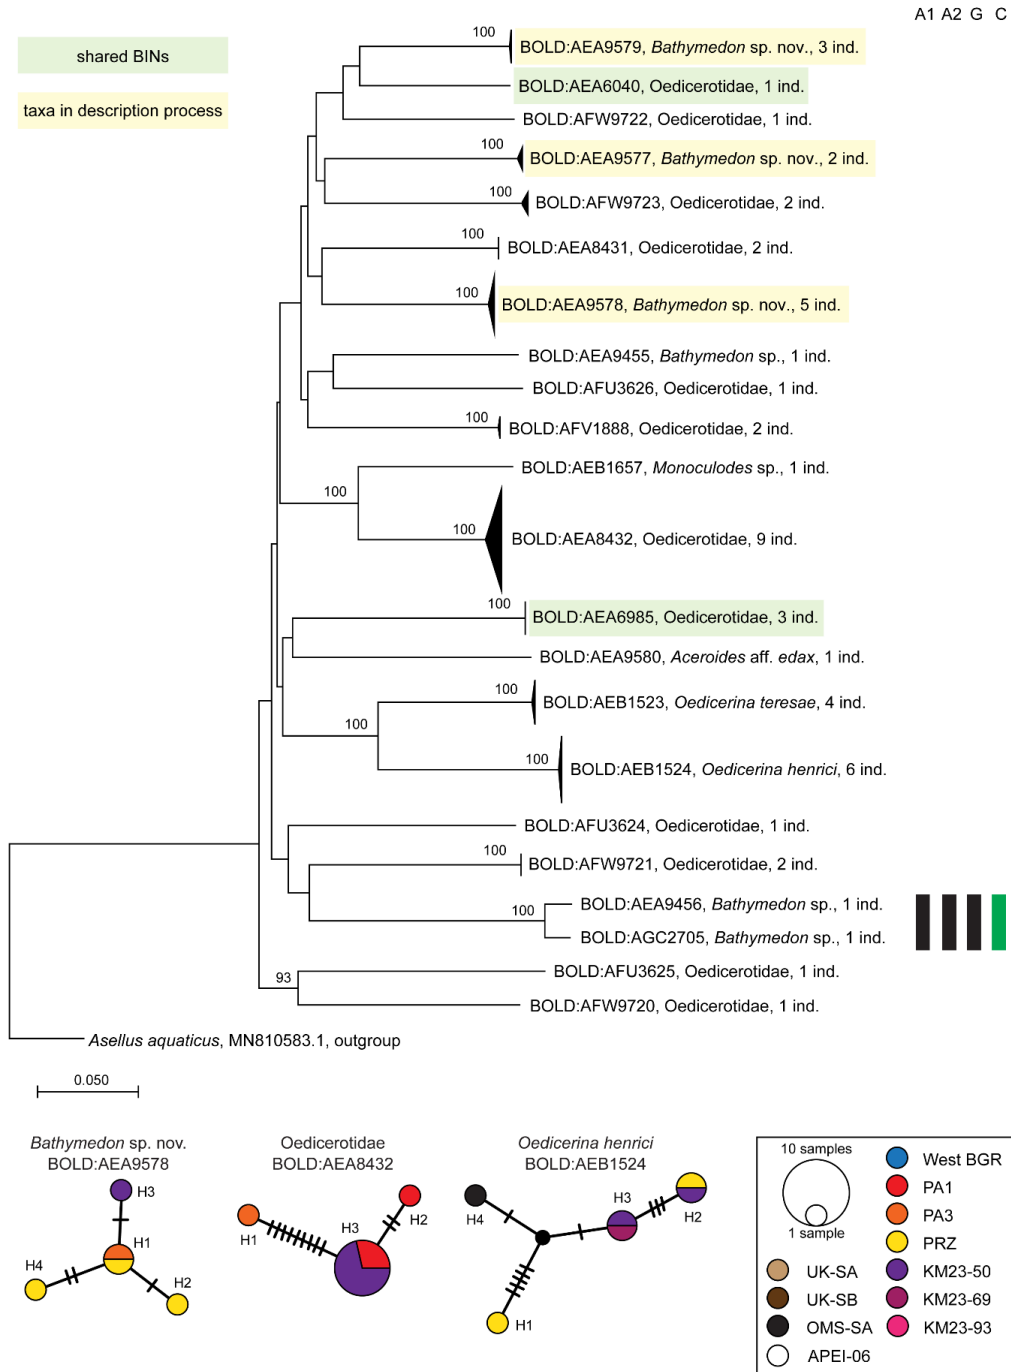 A1 A2 G C
shared BINs
taxa in description process
100
BOLD:AEA9579, Bathymedon sp. nov., 3 ind.
BOLD:AEA6040, Oedicerotidae, 1 ind.
BOLD:AFW9722, Oedicerotidae, 1 ind.
100
BOLD:AEA9577, Bathymedon sp. nov., 2 ind.
100
BOLD:AFW9723, Oedicerotidae, 2 ind.
100
BOLD:AEA8431, Oedicerotidae, 2 ind.
100
BOLD:AEA9578, Bathymedon sp. nov., 5 ind.
BOLD:AEA9455, Bathymedon sp., 1 ind.
BOLD:AFU3626, Oedicerotidae, 1 ind.
100
BOLD:AFV1888, Oedicerotidae, 2 ind.
BOLD:AEB1657, Monoculodes sp., 1 ind.
100
100
BOLD:AEA8432, Oedicerotidae, 9 ind.
100
BOLD:AEA6985, Oedicerotidae, 3 ind.
BOLD:AEA9580, Aceroides aff. edax, 1 ind.
100
BOLD:AEB1523, Oedicerina teresae, 4 ind.
100
100
BOLD:AEB1524, Oedicerina henrici, 6 ind.
BOLD:AFU3624, Oedicerotidae, 1 ind.
100
BOLD:AFW9721, Oedicerotidae, 2 ind.
100
BOLD:AEA9456, Bathymedon sp., 1 ind.
BOLD:AGC2705, Bathymedon sp., 1 ind.
93
BOLD:AFU3625, Oedicerotidae, 1 ind.
BOLD:AFW9720, Oedicerotidae, 1 ind.
Asellus aquaticus, MN810583.1, outgroup
0.050
Bathymedon sp. nov.
BOLD:AEA9578
H3
H1
H4
H2
Oedicerotidae
BOLD:AEA8432
H1
H3
H2
Oedicerina henrici
BOLD:AEB1524
H4
H3
H2
H1
10 samples
1 sample
West BGR
PA1
PA3
PRZ
UK-SA
KM23-50
UK-SB
KM23-69
OMS-SA
KM23-93
APEI-06